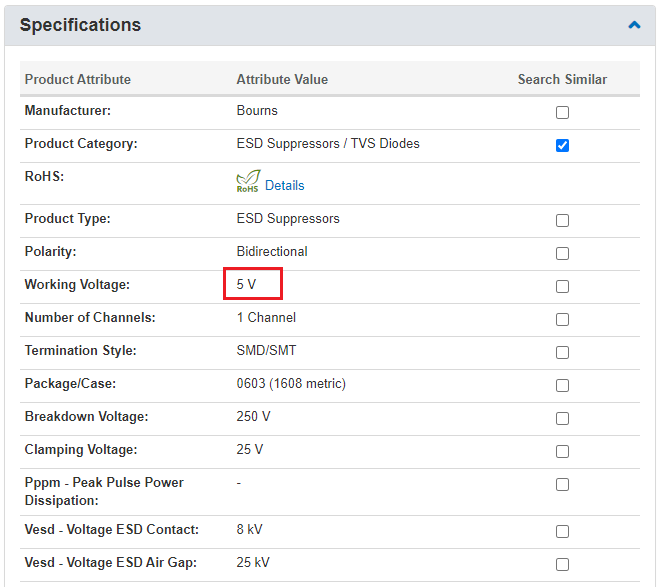 Specifications
Product Attribute Attribute Value Search Similar
Manufacturer: Bourns
Product Category: ESD Suppressors / TVS Diodes
RoHS: RoHS Details
Product Type: ESD Suppressors
Polarity: Bidirectional
Working Voltage: 5 V
Number of Channels: 1 Channel
Termination Style: SMD/SMT
Package/Case: 0603 (1608 metric)
Breakdown Voltage: 250 V
Clamping Voltage: 25 V
Pppm - Peak Pulse Power -
Dissipation:
Vesd - Voltage ESD Contact: 8 kV
Vesd - Voltage ESD Air Gap: 25 kV